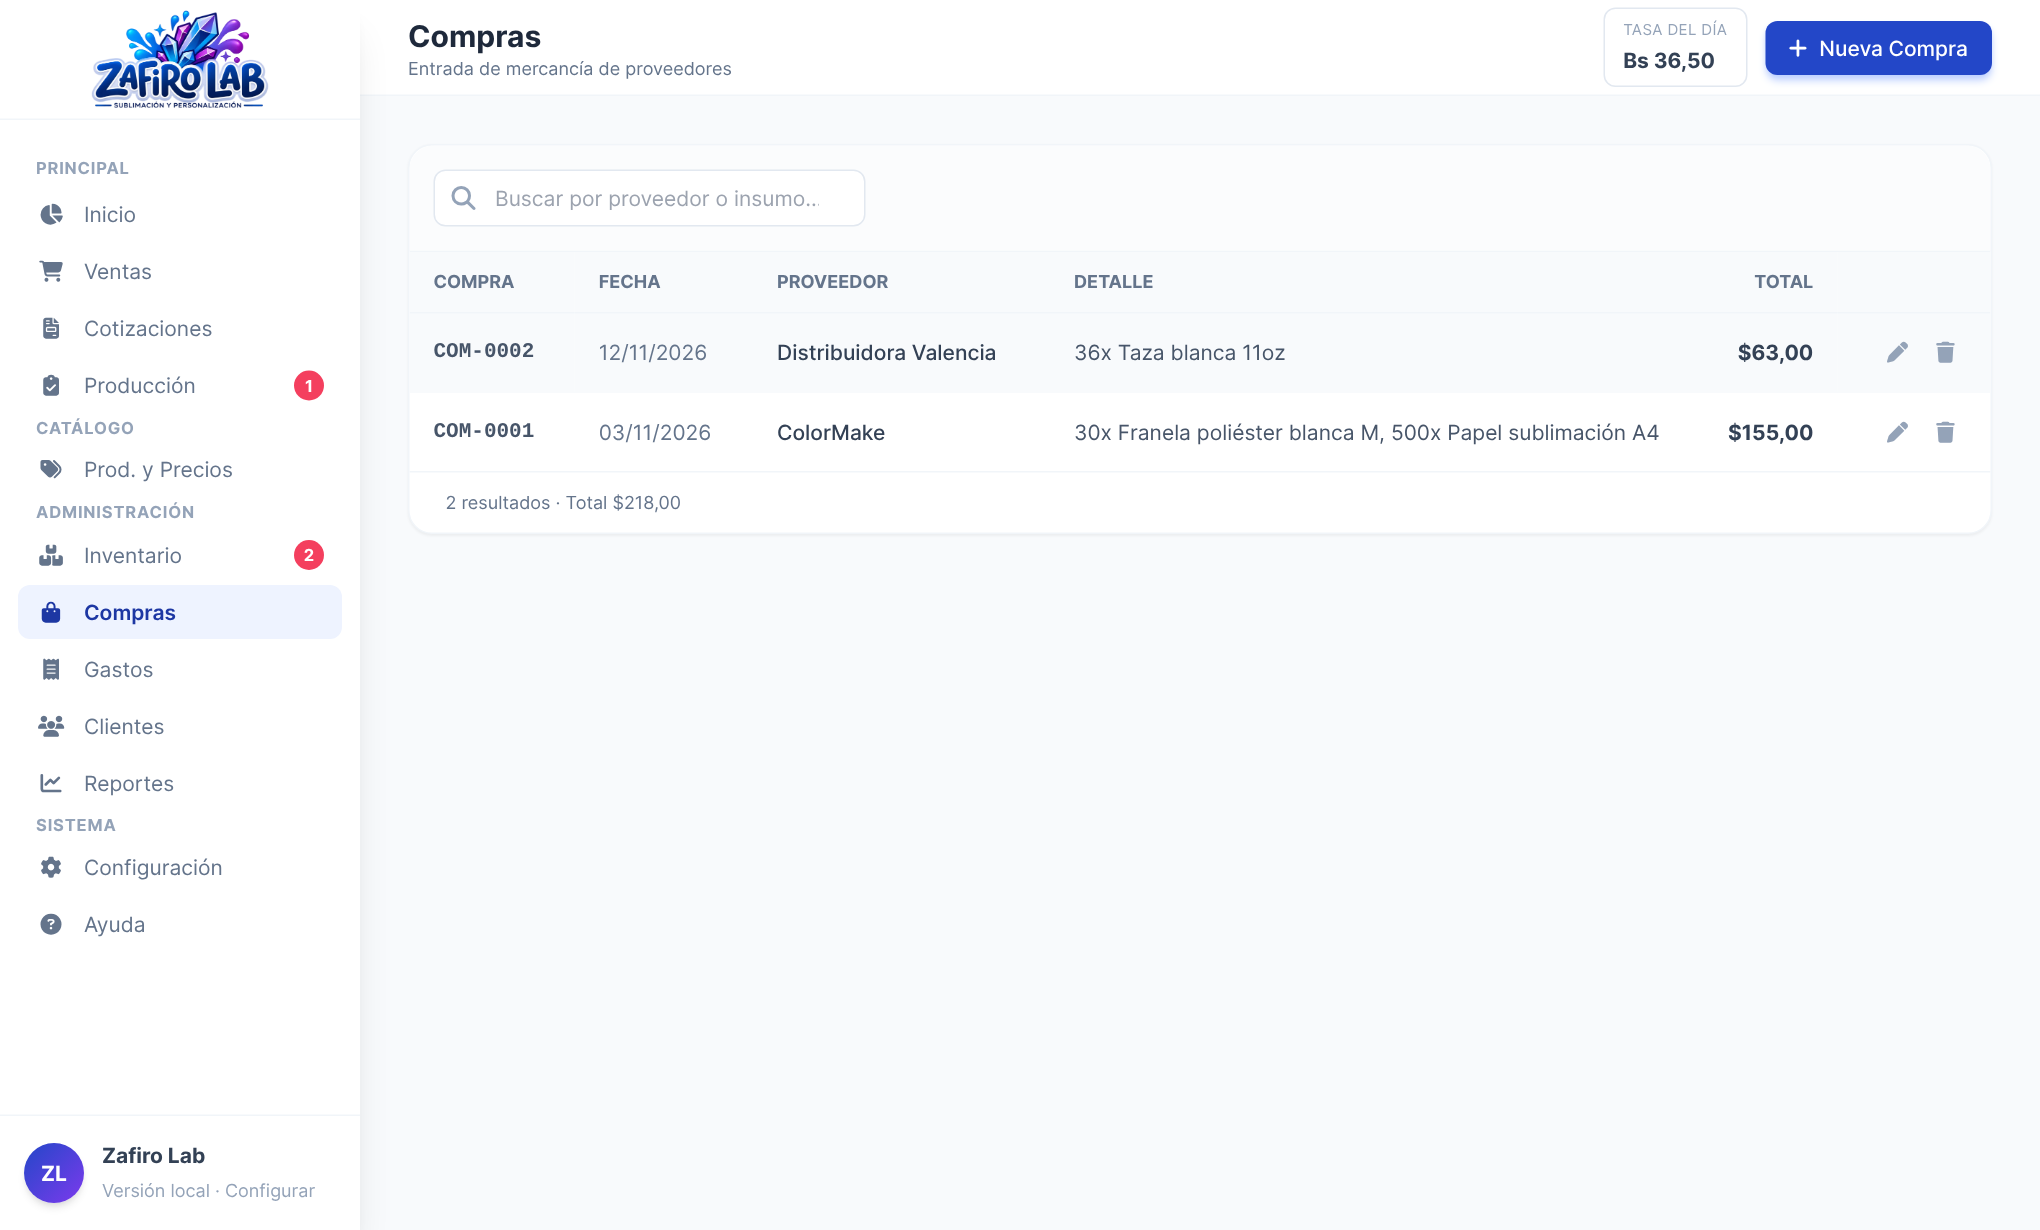 ZAFIRO LAB
SUBLIMACIÓN Y PERSONALIZACIÓN
PRINCIPAL
Inicio
Ventas
Cotizaciones
Producción 1
CATÁLOGO
Prod. y Precios
ADMINISTRACIÓN
Inventario 2
Compras
Gastos
Clientes
Reportes
SISTEMA
Configuración
Ayuda
ZL
Zafiro Lab
Versión local · Configurar
Compras
Entrada de mercancía de proveedores
TASA DEL DÍA
Bs 36,50
Nueva Compra
Buscar por proveedor o insumo...
COMPRA FECHA PROVEEDOR DETALLE TOTAL
COM-0002 12/11/2026 Distribuidora Valencia 36x Taza blanca 11oz $63,00
COM-0001 03/11/2026 ColorMake 30x Franela poliéster blanca M, 500x Papel sublimación A4 $155,00
2 resultados · Total $218,00